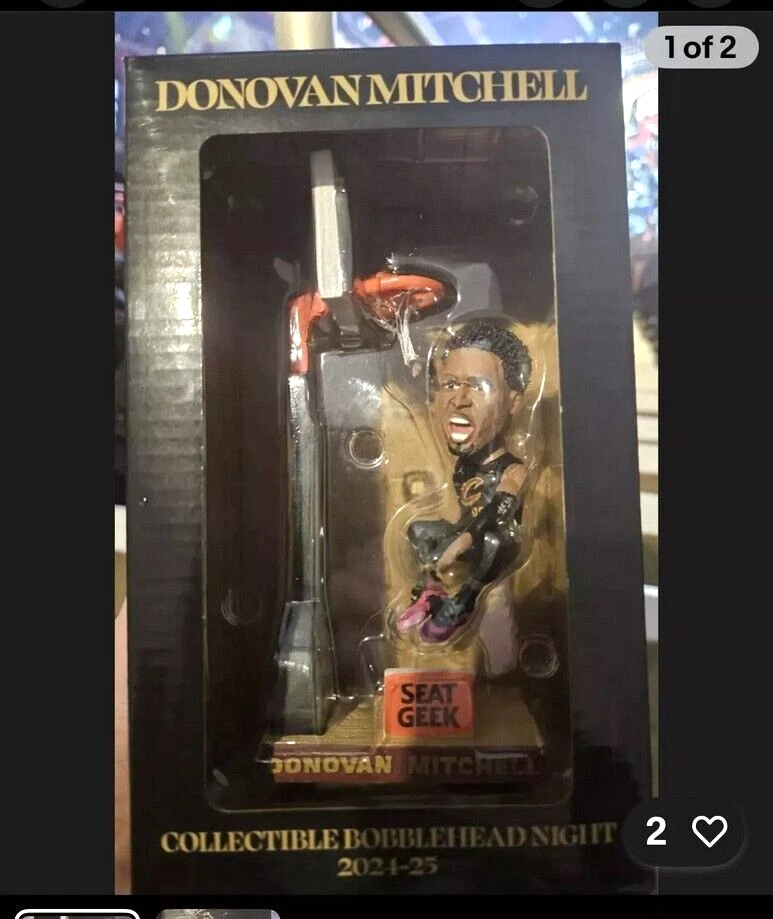 1 of 2
DONOVAN MITCHELL
C
SEAT
GEEK
DONOVAN MITCHELL
COLLECTIBLE BOBBLEHEAD NIGHT
2024-25
2